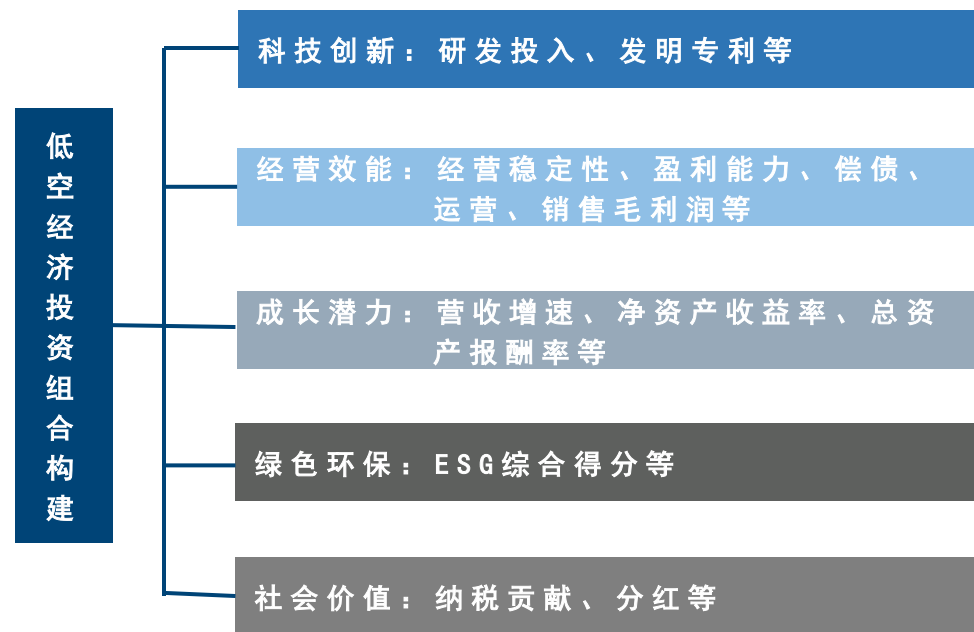 低空经济投资组合构建
科技创新：研发投入、发明专利等
经营效能：经营稳定性、盈利能力、偿债、
运营、销售毛利润等
成长潜力：营收增速、净资产收益率、总资
产报酬率等
绿色环保：ESG综合得分等
社会价值：纳税贡献、分红等